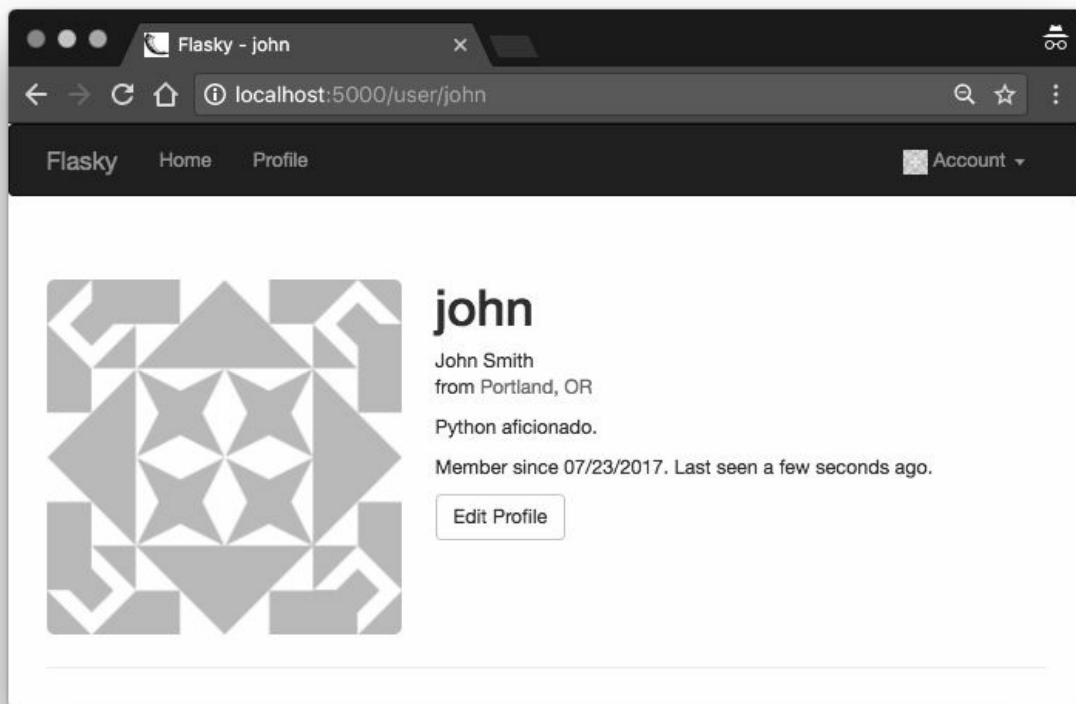 Flasky - john
localhost:5000/user/john
Flasky Home Profile Account
john
John Smith
from Portland, OR
Python aficionado.
Member since 07/23/2017. Last seen a few seconds ago.
Edit Profile